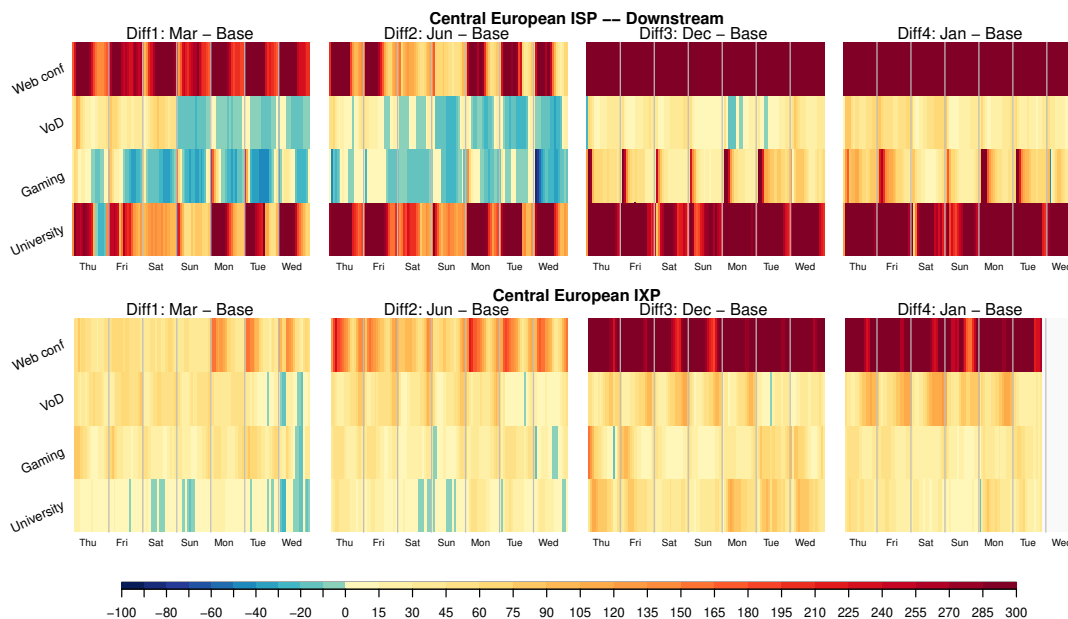 Central European ISP –– Downstream
Diff1: Mar – Base
Diff2: Jun – Base
Diff3: Dec – Base
Diff4: Jan – Base
Web conf
VoD
Gaming
University
Thu Fri Sat Sun Mon Tue Wed
Thu Fri Sat Sun Mon Tue Wed
Thu Fri Sat Sun Mon Tue Wed
Thu Fri Sat Sun Mon Tue Wed
Central European IXP
Diff1: Mar – Base
Diff2: Jun – Base
Diff3: Dec – Base
Diff4: Jan – Base
Web conf
VoD
Gaming
University
Thu Fri Sat Sun Mon Tue Wed
Thu Fri Sat Sun Mon Tue Wed
Thu Fri Sat Sun Mon Tue Wed
Thu Fri Sat Sun Mon Tue Wed
−100 −80 −60 −40 −20 0 15 30 45 60 75 90 105 120 135 150 165 180 195 210 225 240 255 270 285 300